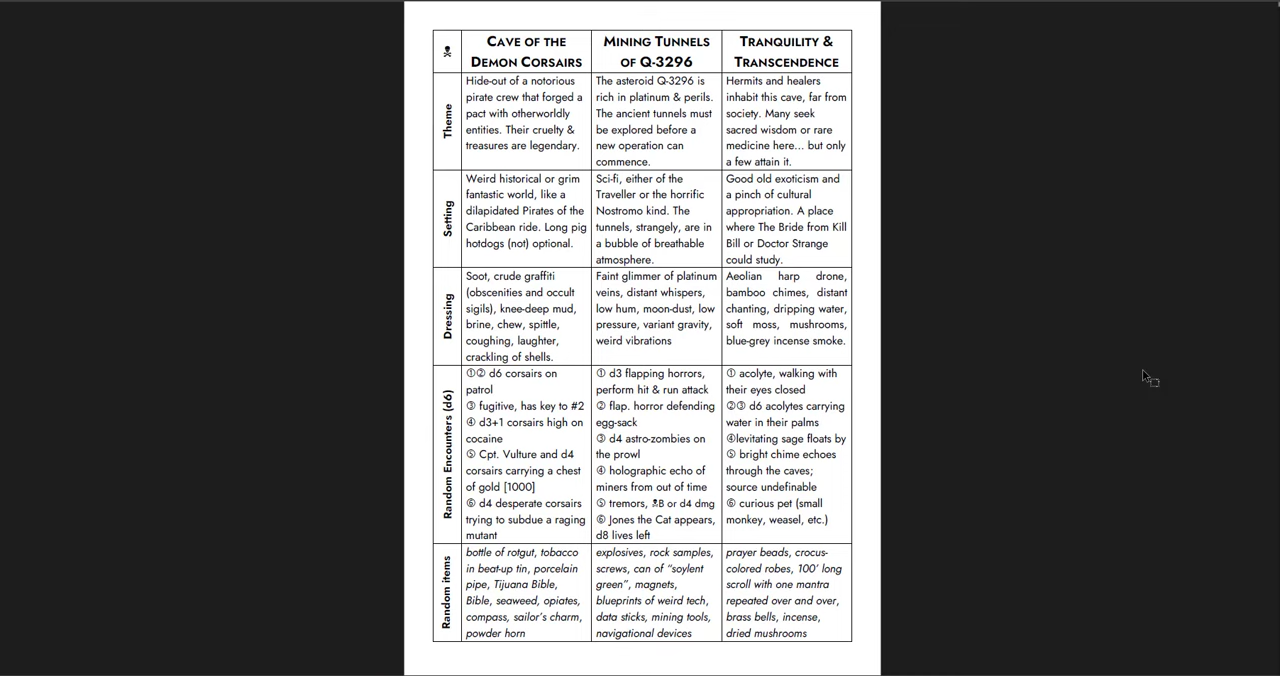 CAVE OF THE
DEMON CORSAIRS
MINING TUNNELS
OF Q-3296
TRANQUILITY &
TRANSCENDENCE
Theme
Hide-out of a notorious
pirate crew that forged a
pact with otherworldly
entities. Their cruelty &
treasures are legendary.
The asteroid Q-3296 is
rich in platinum & perils.
The ancient tunnels must
be explored before a
new operation can
commence.
Hermits and healers
inhabit this cave, far from
society. Many seek
sacred wisdom or rare
medicine here... but only
a few attain it.
Setting
Weird historical or grim
fantastic world, like a
dilapidated Pirates of the
Caribbean ride. Long pig
hotdogs (not) optional.
Sci-fi, either of the
Traveller or the horrific
Nostromo kind. The
tunnels, strangely, are in
a bubble of breathable
atmosphere.
Good old exoticism and
a pinch of cultural
appropriation. A place
where The Bride from Kill
Bill or Doctor Strange
could study.
Dressing
Soot, crude graffiti
(obscenities and occult
sigils), knee-deep mud,
brine, chew, spittle,
coughing, laughter,
crackling of shells.
Faint glimmer of platinum
veins, distant whispers,
low hum, moon-dust, low
pressure, variant gravity,
weird vibrations
Aeolian harp drone,
bamboo chimes, distant
chanting, dripping water,
soft moss, mushrooms,
blue-grey incense smoke.
Random Encounters (d6)
①② d6 corsairs on
patrol
③ fugitive, has key to #2
④ d3+1 corsairs high on
cocaine
⑤ Cpt. Vulture and d4
corsairs carrying a chest
of gold [1000]
⑥ d4 desperate corsairs
trying to subdue a raging
mutant
① d3 flapping horrors,
perform hit & run attack
② flap. horror defending
egg-sack
③ d4 astro-zombies on
the prowl
④ holographic echo of
miners from out of time
⑤ tremors, B or d4 dmg
⑥ Jones the Cat appears,
d8 lives left
① acolyte, walking with
their eyes closed
②③ d6 acolytes carrying
water in their palms
④levitating sage floats by
⑤ bright chime echoes
through the caves;
source undefinable
⑥ curious pet (small
monkey, weasel, etc.)
Random items
bottle of rotgut, tobacco
in beat-up tin, porcelain
pipe, Tijuana Bible,
Bible, seaweed, opiates,
compass, sailor's charm,
powder horn
explosives, rock samples,
screws, can of "soylent
green", magnets,
blueprints of weird tech,
data sticks, mining tools,
navigational devices
prayer beads, crocus-
colored robes, 100' long
scroll with one mantra
repeated over and over,
brass bells, incense,
dried mushrooms